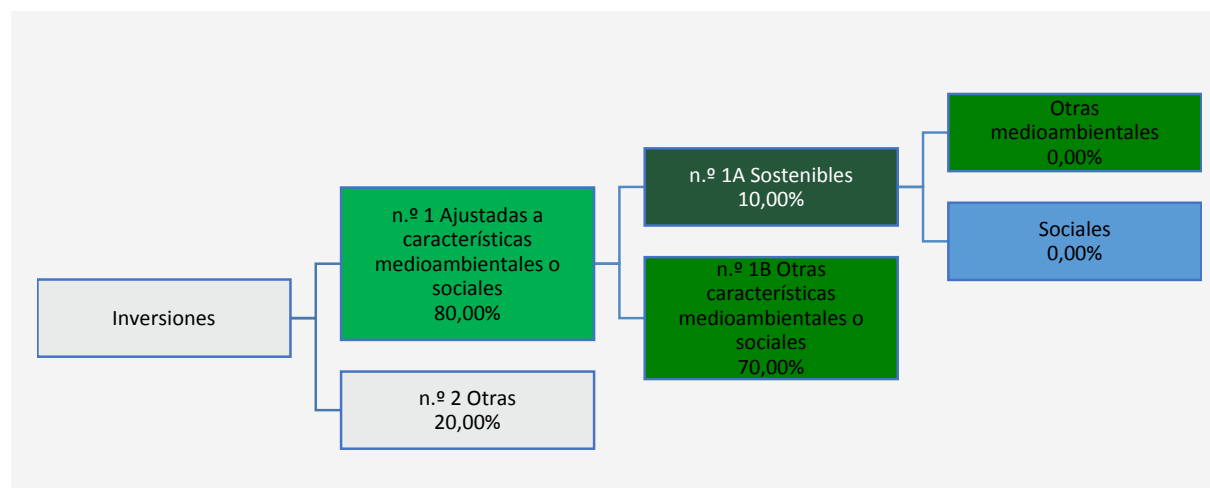 Inversiones
n.º 1 Ajustadas a
características
medioambientales o
sociales
80,00%
n.º 2 Otras
20,00%
n.º 1A Sostenibles
10,00%
n.º 1B Otras
características
medioambientales o
sociales
70,00%
Otras
medioambientales
0,00%
Sociales
0,00%